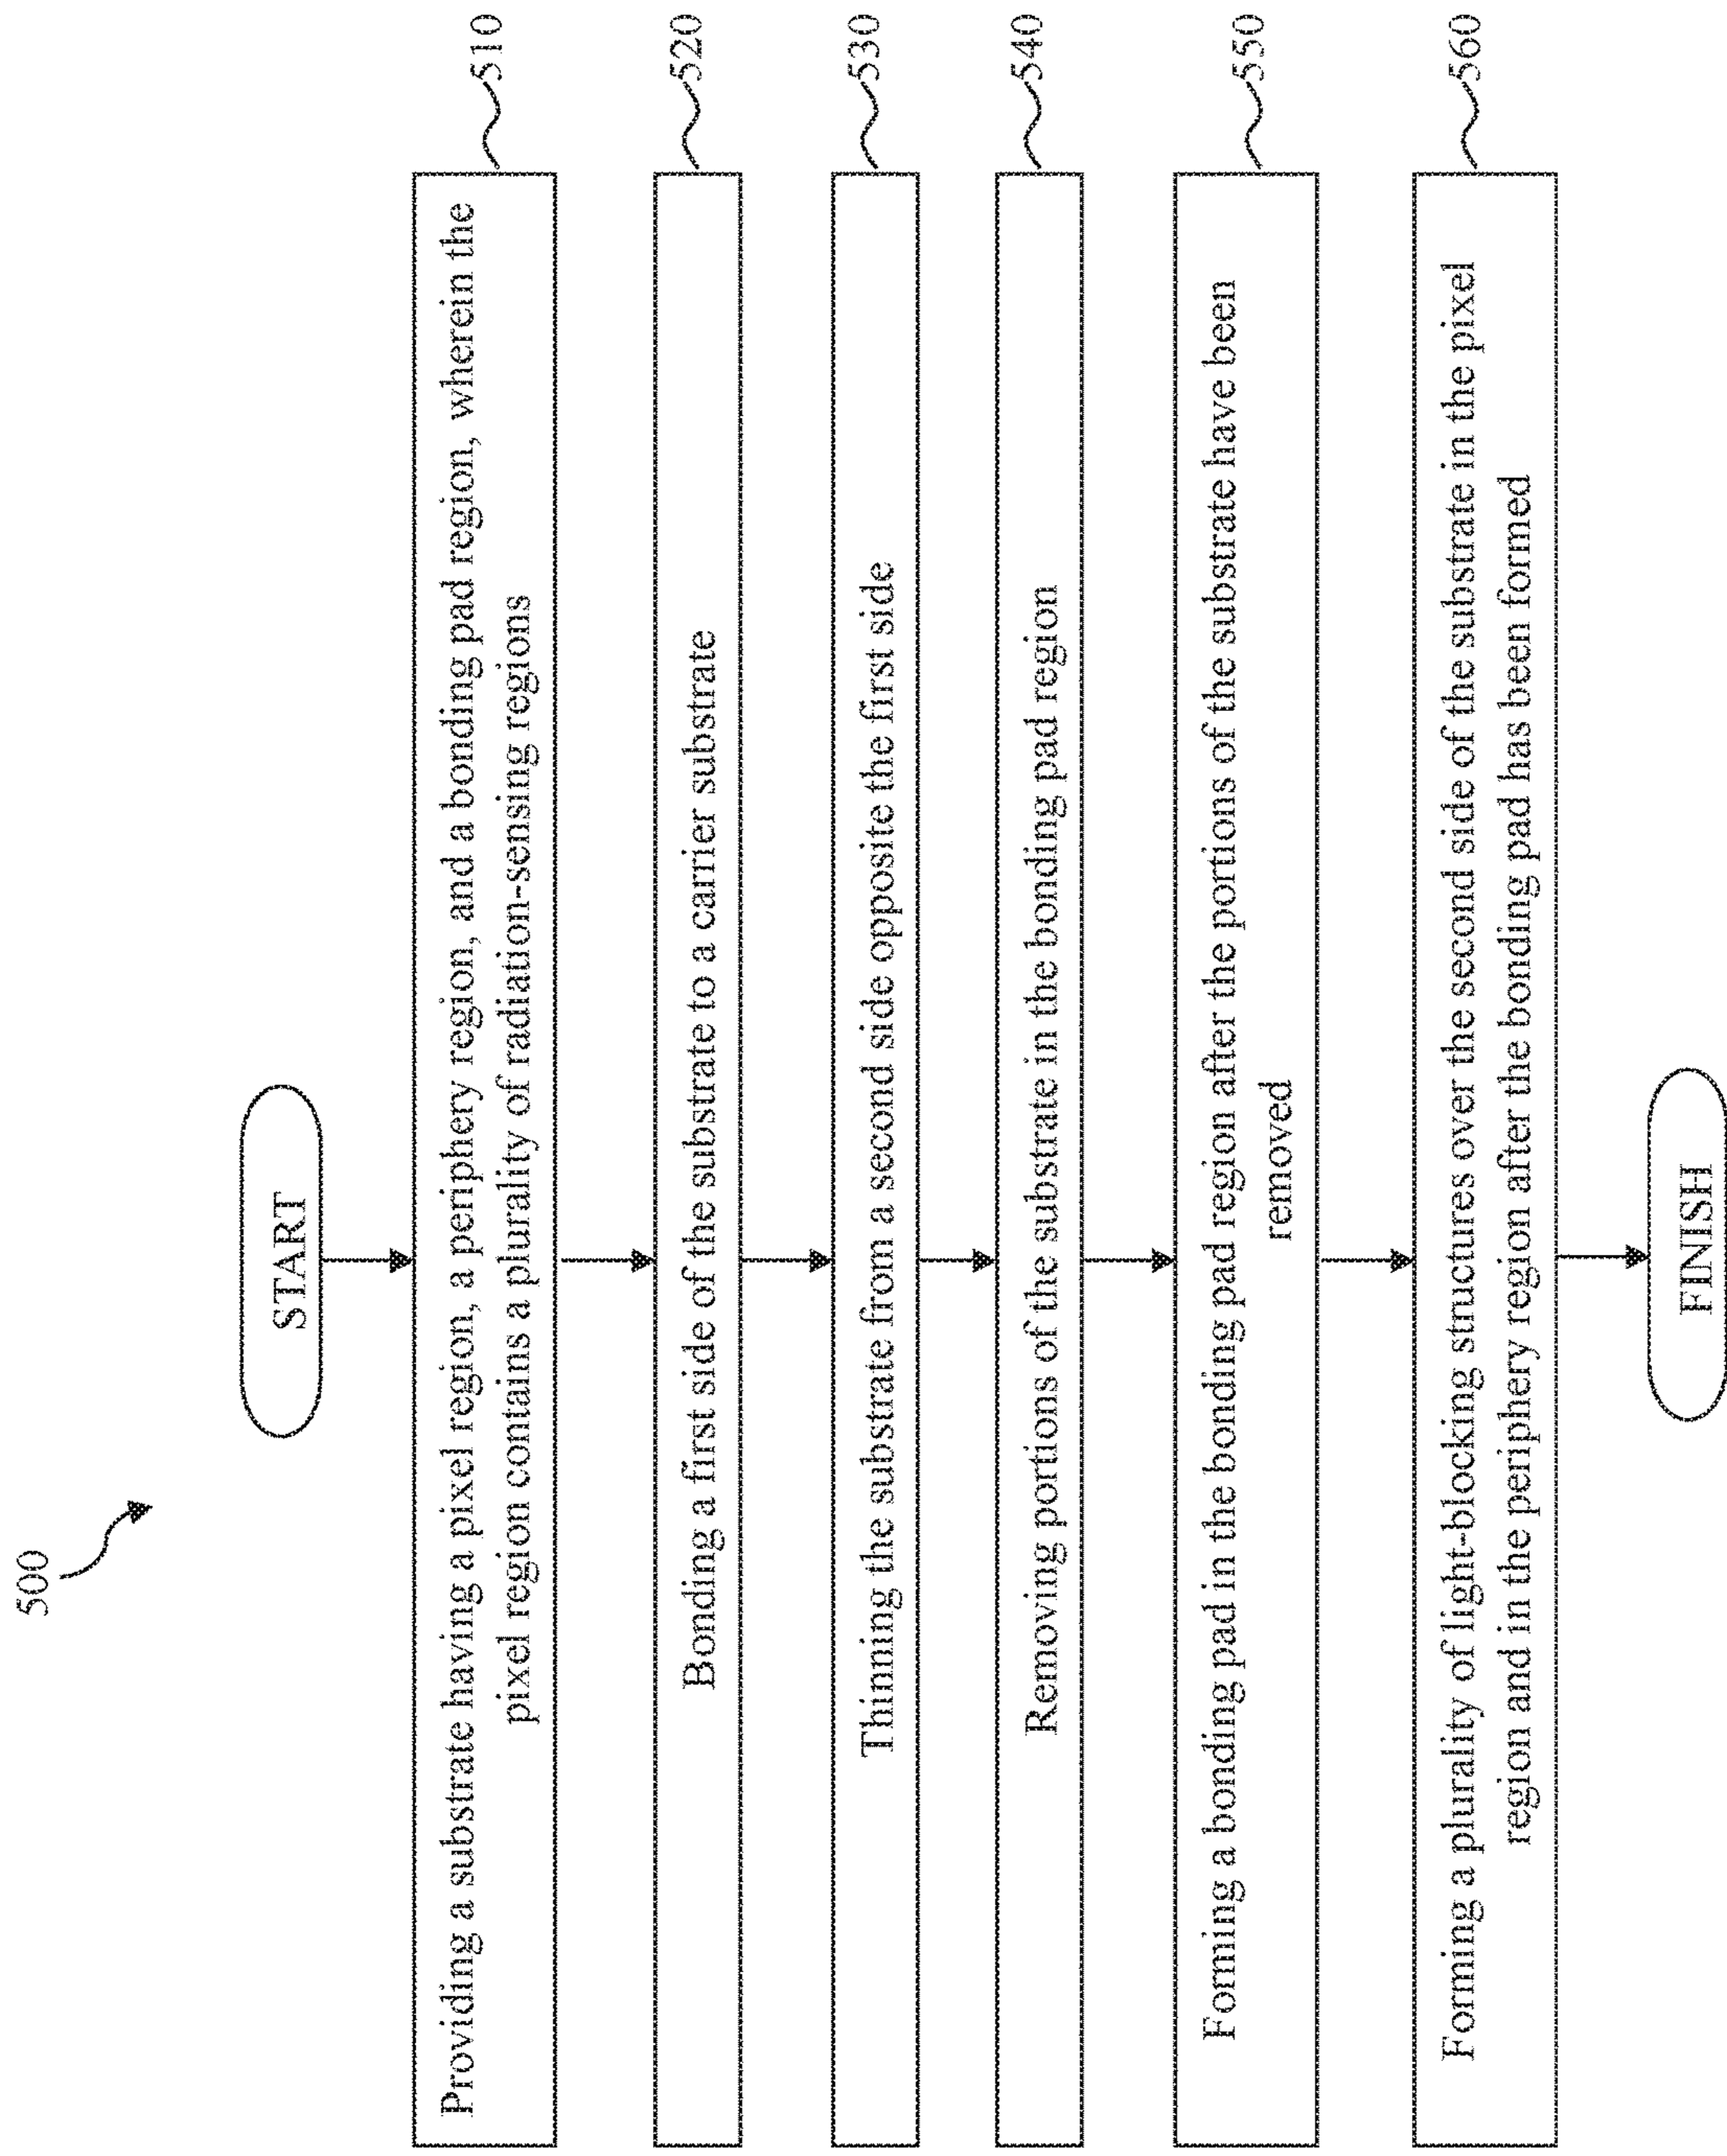 500
START
Providing a substrate having a pixel region, a periphery region, and a bonding pad region, wherein the
pixel region contains a plurality of radiation-sensing regions
510
Bonding a first side of the substrate to a carrier substrate
520
Thinning the substrate from a second side opposite the first side
530
Removing portions of the substrate in the bonding pad region
540
Forming a bonding pad in the bonding pad region after the portions of the substrate have been
removed
550
Forming a plurality of light-blocking structures over the second side of the substrate in the pixel
region and in the periphery region after the bonding pad has been formed
560
FINISH